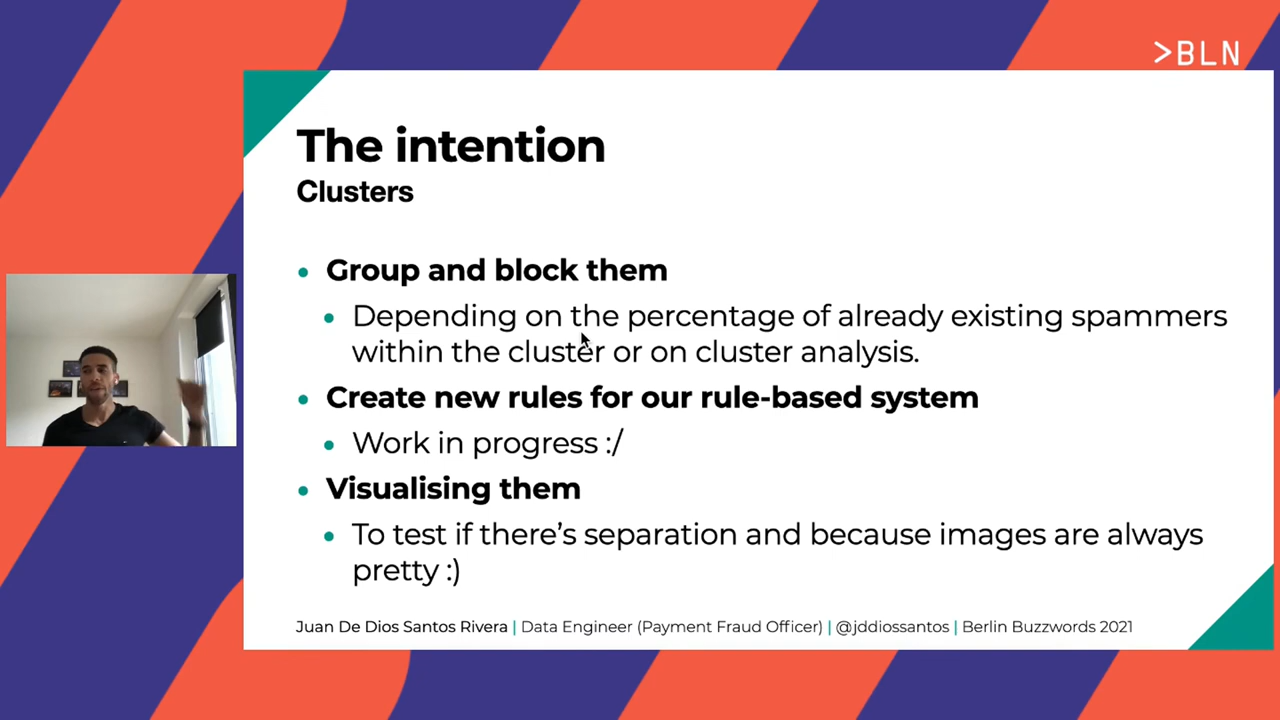 >BLN
The intention
Clusters
• Group and block them
• Depending on the percentage of already existing spammers
within the cluster or on cluster analysis.
• Create new rules for our rule-based system
• Work in progress :/
• Visualising them
• To test if there’s separation and because images are always
pretty :)
Juan De Dios Santos Rivera | Data Engineer (Payment Fraud Officer) | @jddiossantos | Berlin Buzzwords 2021